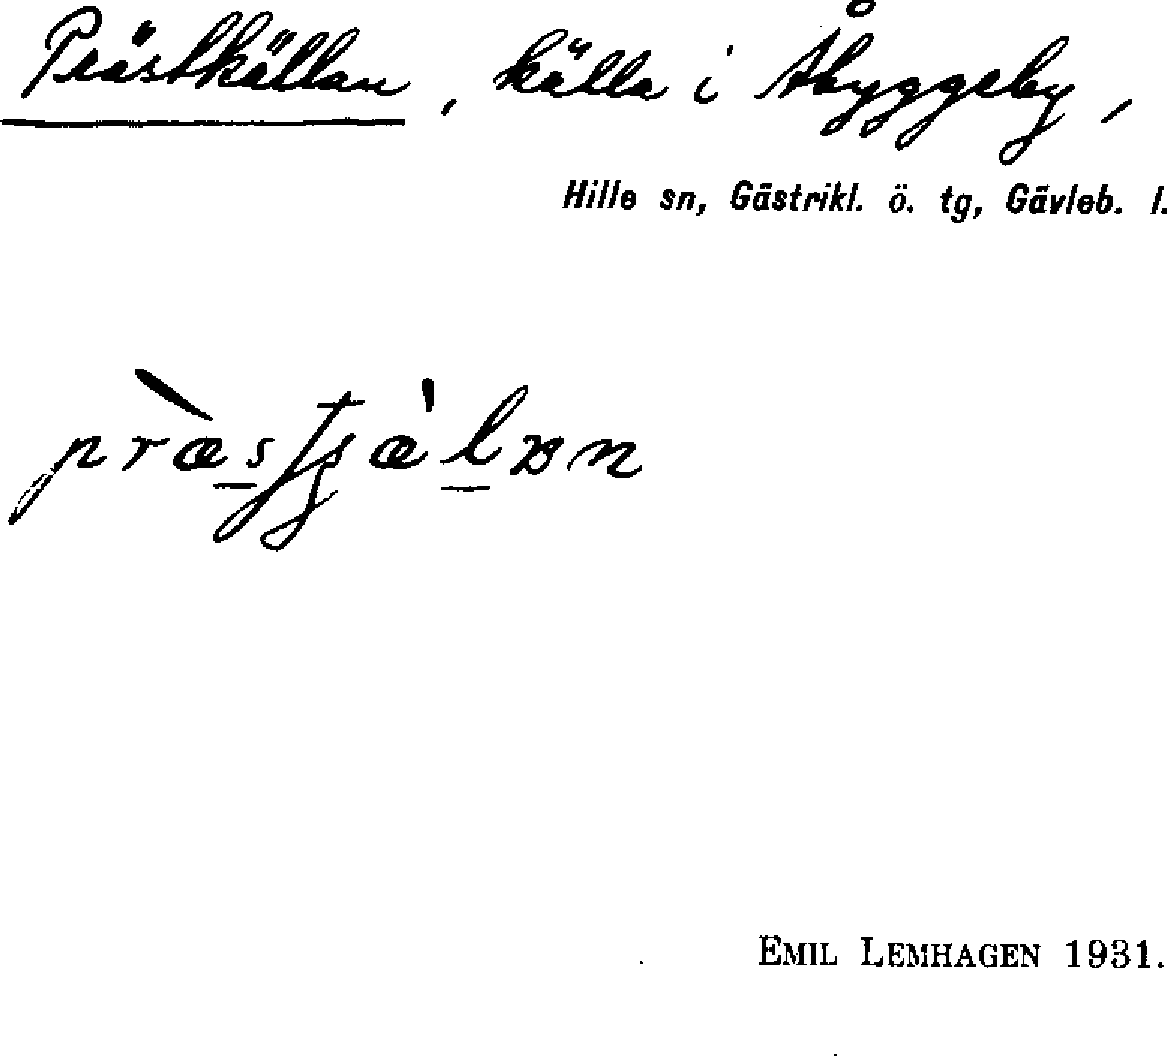 Prästkällan, källa i Åbyggeby,
Hille sn, Gästrikl. ö. tg, Gävleb. l.
EMIL LEMHAGEN 1931.